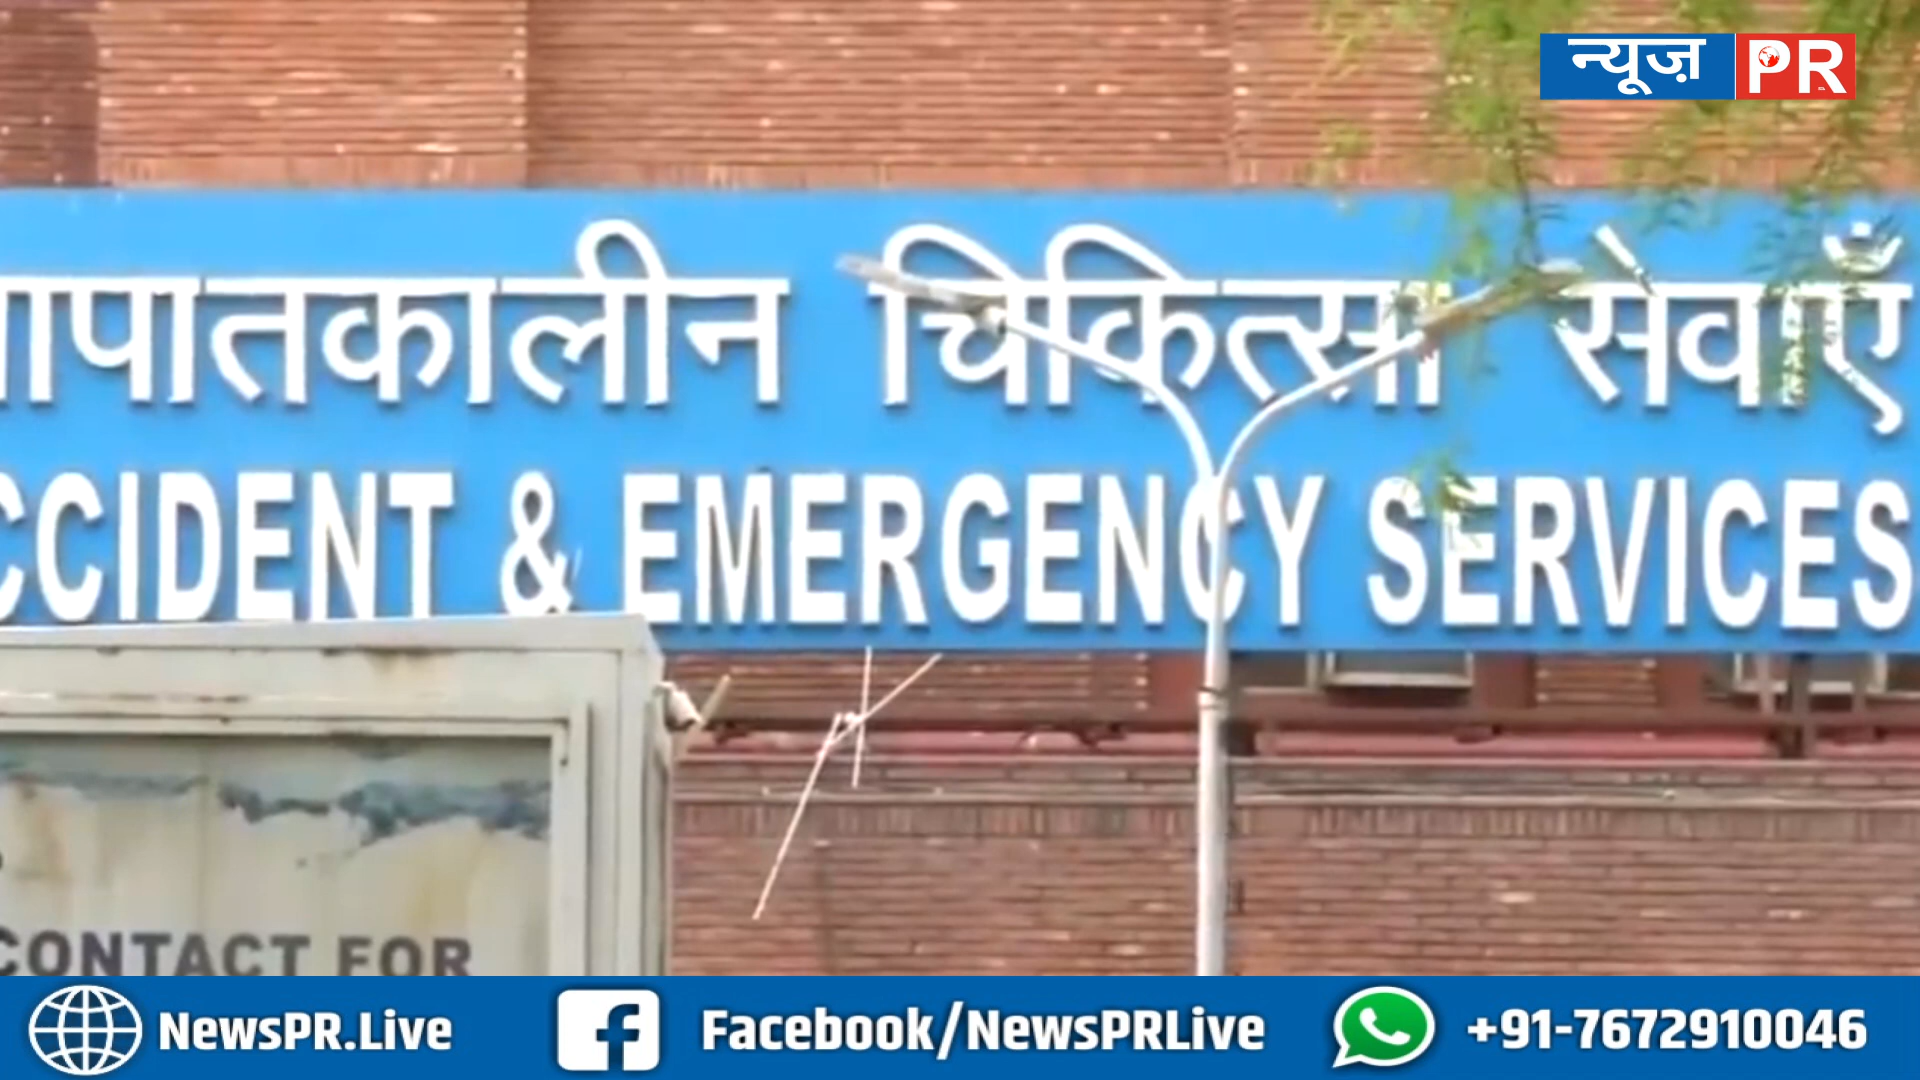 न्यूज़ PR
ापातकालीन चिकित्सा सेवाएँ
CCIDENT & EMERGENCY SERVICES
CONTACT FOR
NewsPR.Live
Facebook/NewsPRLive
+91-7672910046